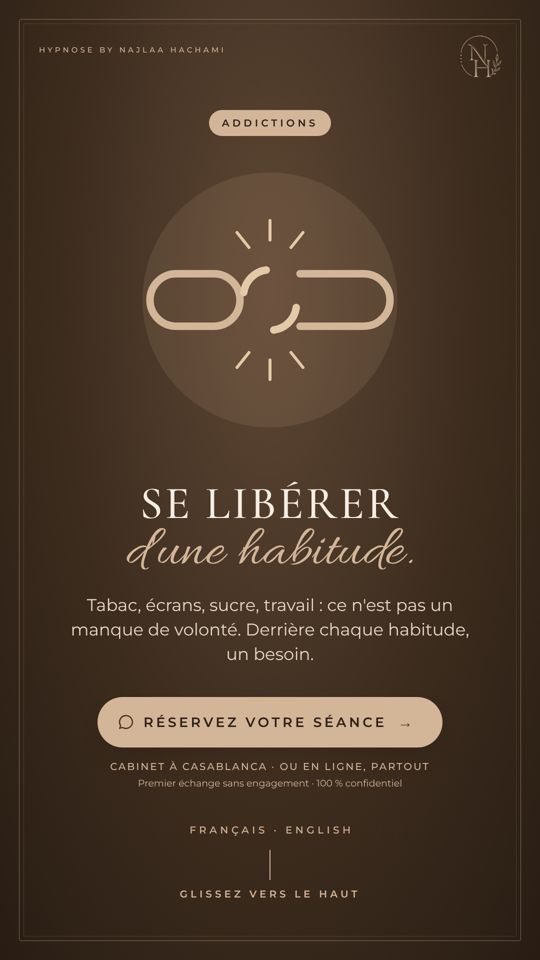 HYPNOSE BY NAJLAA HACHAMI
NH
ADDICTIONS
SE LIBÉRER
d'une habitude.
Tabac, écrans, sucre, travail : ce n'est pas un
manque de volonté. Derrière chaque habitude,
un besoin.
RÉSERVEZ VOTRE SÉANCE →
CABINET À CASABLANCA · OU EN LIGNE, PARTOUT
Premier échange sans engagement · 100 % confidentiel
FRANÇAIS · ENGLISH
GLISSEZ VERS LE HAUT